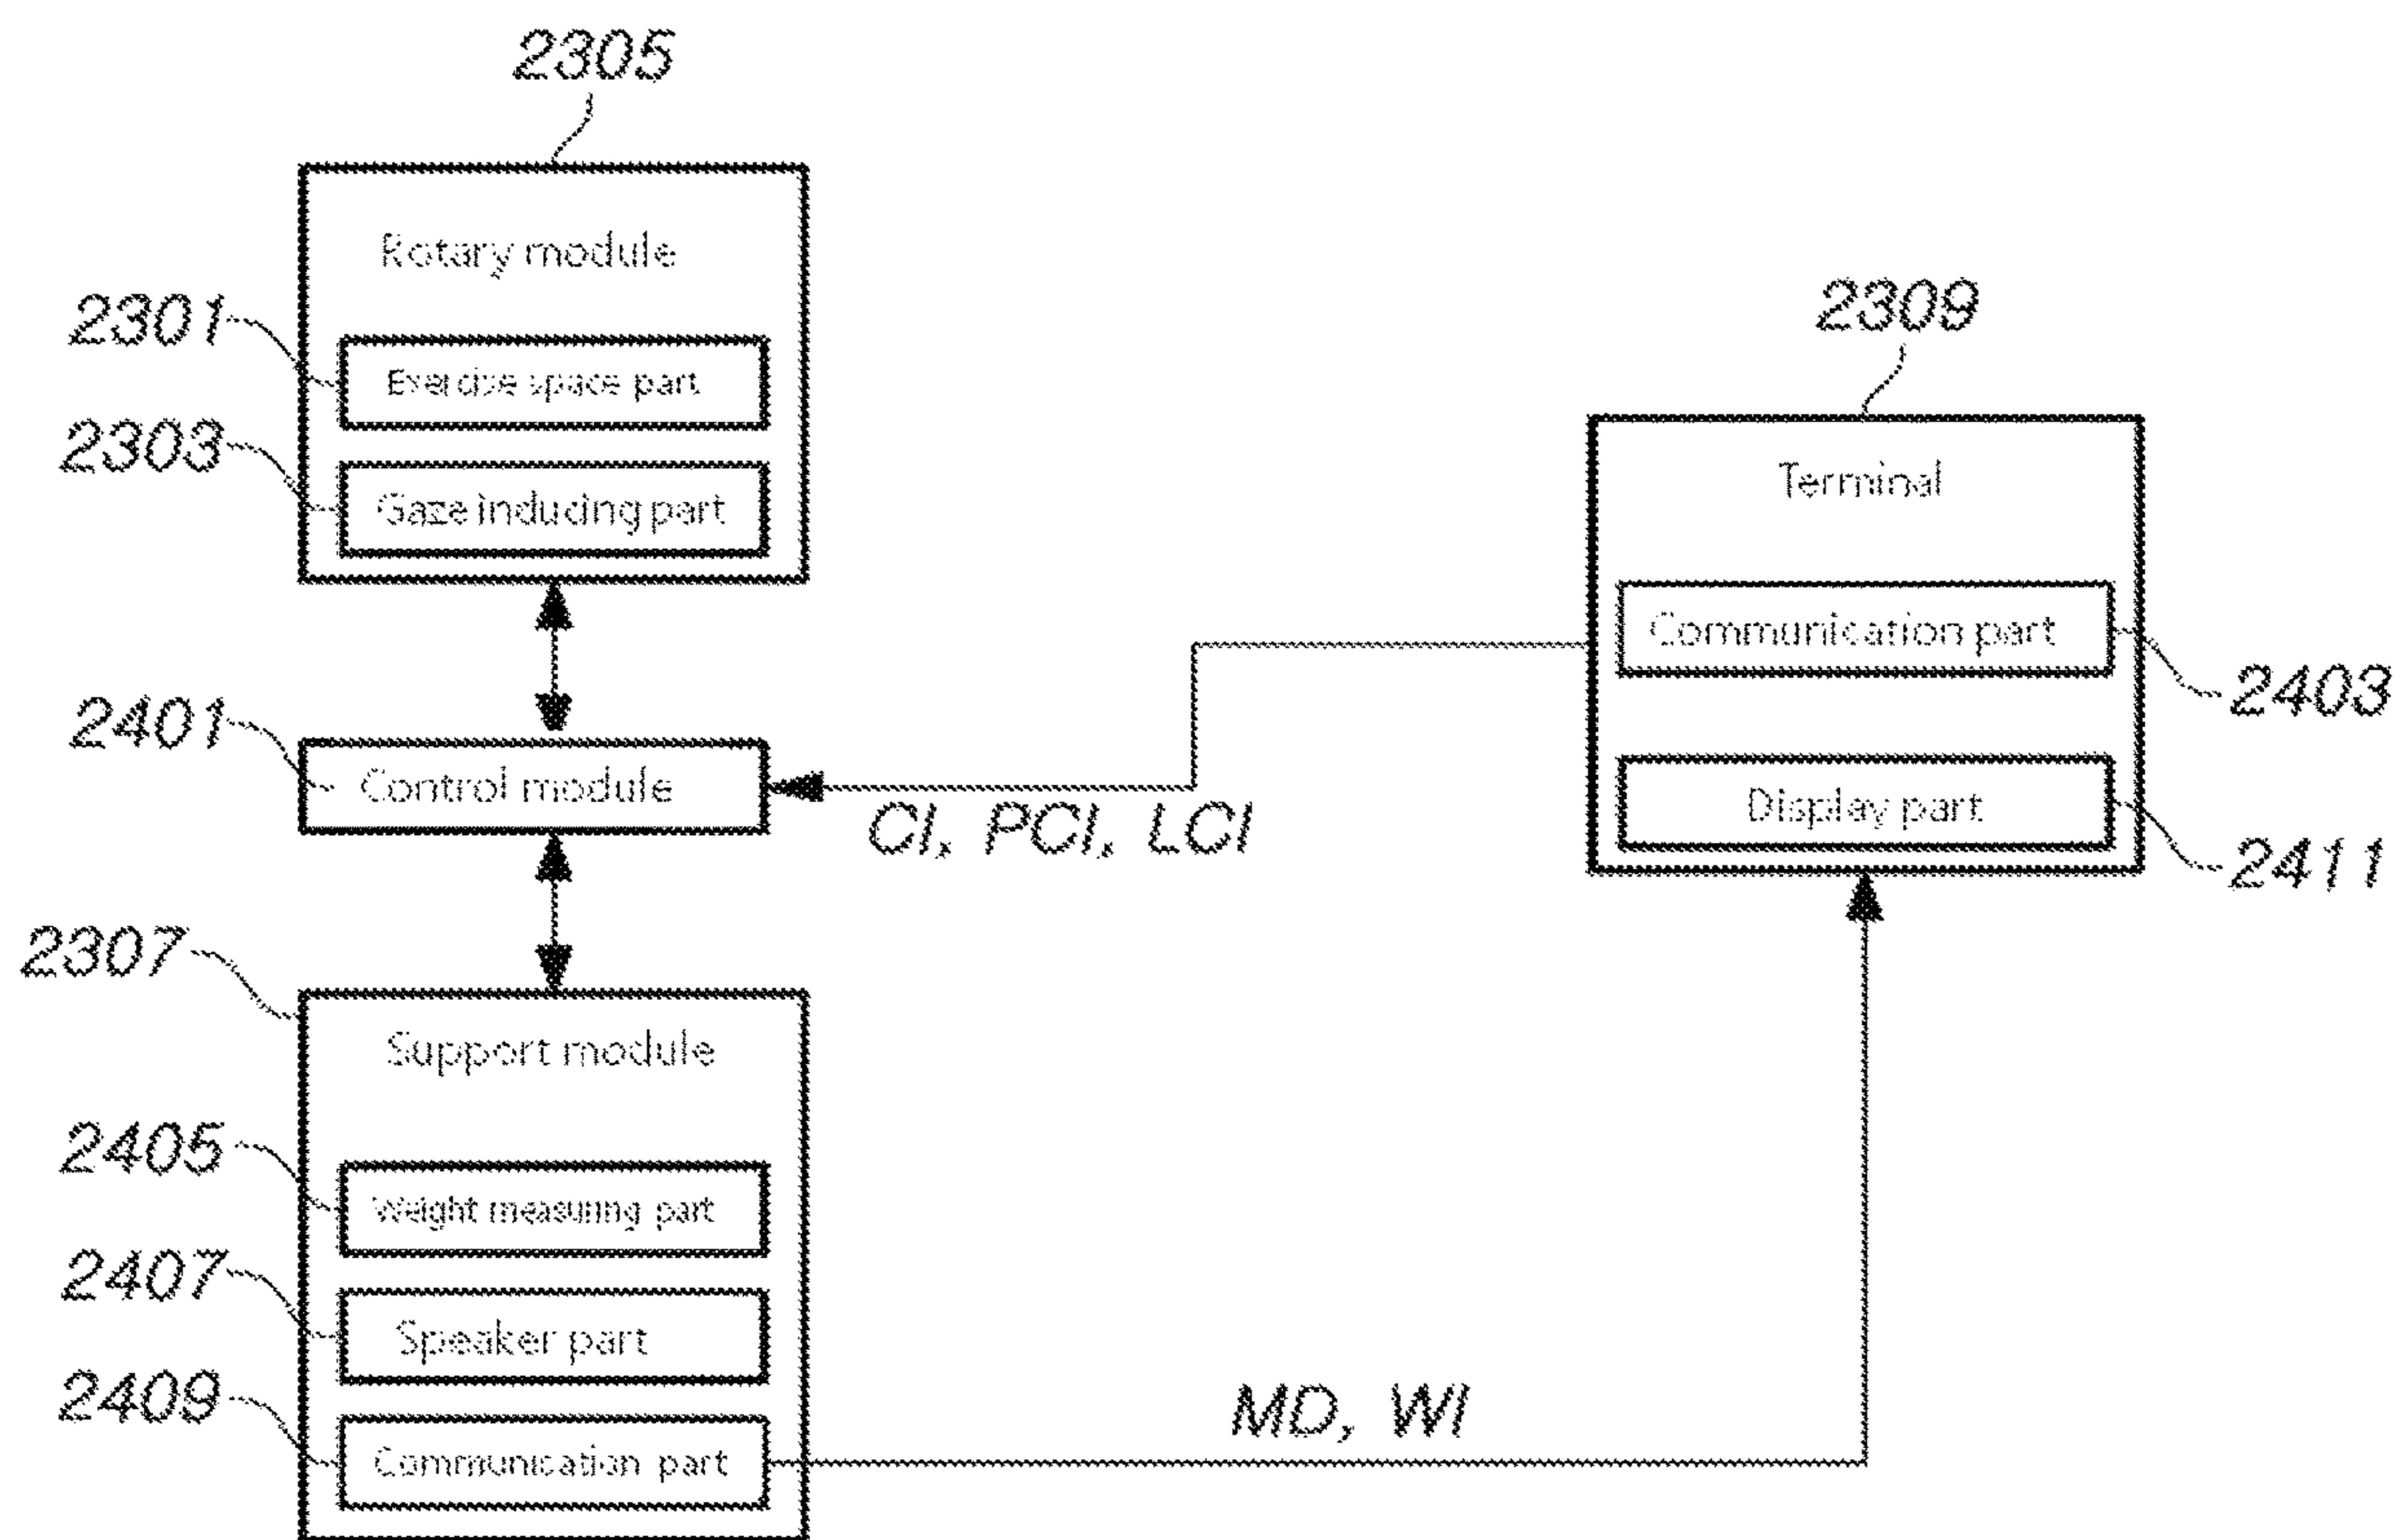 2305
Rotary module
2301
Exercise space part
2303
Gaze inducing part
2309
Terminal
Communication part
2403
Display part
2411
2401
Control module
CI, PCI, LCI
2307
Support module
2405
Weight measuring part
2407
Speaker part
2409
Communication part
MD, WI